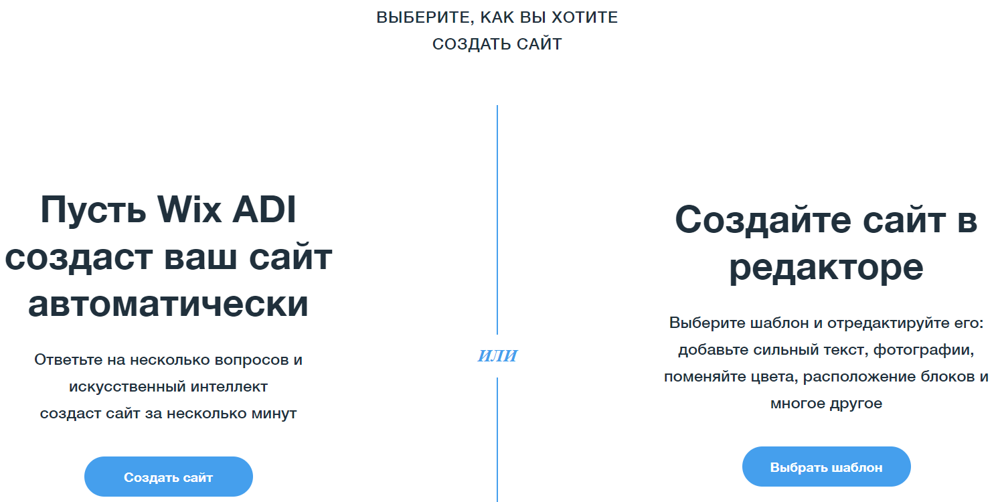 ВЫБЕРИТЕ, КАК ВЫ ХОТИТЕ
СОЗДАТЬ САЙТ
Пусть Wix ADI
создаст ваш сайт
автоматически
Ответьте на несколько вопросов и
искусственный интеллект
создаст сайт за несколько минут
Создать сайт
ИЛИ
Создайте сайт в
редакторе
Выберите шаблон и отредактируйте его:
добавьте сильный текст, фотографии,
поменяйте цвета, расположение блоков и
многое другое
Выбрать шаблон